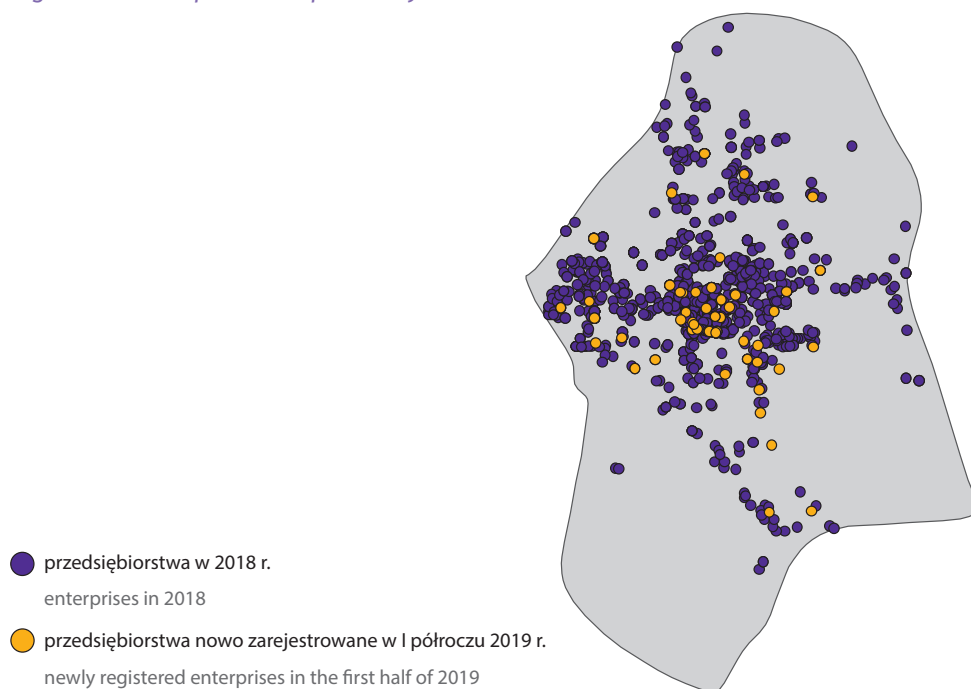 przedsiębiorstwa w 2018 r.
enterprises in 2018
przedsiębiorstwa nowo zarejestrowane w I półroczu 2019 r.
newly registered enterprises in the first half of 2019